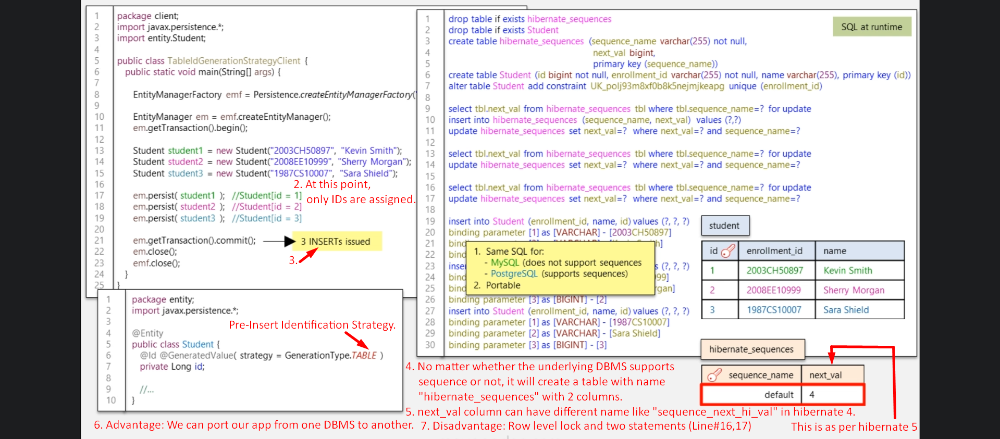 1 package client;
2 import javax.persistence.*;
3 import entity.Student;
4
5 public class TableIdGenerationStrategyClient {
6 public static void main(String[] args) {
7
8 EntityManagerFactory emf = Persistence.createEntityManagerFactory("
9
10 EntityManager em = emf.createEntityManager();
11 em.getTransaction().begin();
12
13 Student student1 = new Student("2003CH50897", "Kevin Smith");
14 Student student2 = new Student("2008EE10999", "Sherry Morgan");
15 Student student3 = new Student("1987CS10007", "Sara Shield");
16
2. At this point,
only IDs are assigned.
17 em.persist( student1 ); //Student[id = 1]
18 em.persist( student2 ); //Student[id = 2]
19 em.persist( student3 ); //Student[id = 3]
20
21 em.getTransaction().commit();
3 INSERTs issued
3.
22 em.close();
23 emf.close();
24 }
25 }
1 package entity;
2 import javax.persistence.*;
3
Pre-Insert Identification Strategy.
4 @Entity
5 public class Student {
6 @Id @GeneratedValue( strategy = GenerationType.TABLE )
7 private Long id;
8
9 //...
10 }
SQL at runtime
1 drop table if exists hibernate_sequences
2 drop table if exists Student
3 create table hibernate_sequences (sequence_name varchar(255) not null,
4 next_val bigint,
5 primary key (sequence_name))
6 create table Student (id bigint not null, enrollment_id varchar(255) not null, name varchar(255), primary key (id))
7 alter table Student add constraint UK_polj93m8xf0b8k5nejmjkeapg unique (enrollment_id)
8
9 select tbl.next_val from hibernate_sequences tbl where tbl.sequence_name=? for update
10 insert into hibernate_sequences (sequence_name, next_val) values (?,?)
11 update hibernate_sequences set next_val=? where next_val=? and sequence_name=?
12
13 select tbl.next_val from hibernate_sequences tbl where tbl.sequence_name=? for update
14 update hibernate_sequences set next_val=? where next_val=? and sequence_name=?
15
16 select tbl.next_val from hibernate_sequences tbl where tbl.sequence_name=? for update
17 update hibernate_sequences set next_val=? where next_val=? and sequence_name=?
18
19 insert into Student (enrollment_id, name, id) values (?, ?, ?)
20 binding parameter [1] as [VARCHAR] - [2003CH50897]
21
22
23 (?, ?, ?)
24
25
26 binding parameter [3] as [BIGINT] - [2]
27 insert into Student (enrollment_id, name, id) values (?, ?, ?)
28 binding parameter [1] as [VARCHAR] - [1987CS10007]
29 binding parameter [2] as [VARCHAR] - [Sara Shield]
30 binding parameter [3] as [BIGINT] - [3]
1. Same SQL for:
- MySQL (does not support sequences
- PostgreSQL (supports sequences)
2. Portable
student
id enrollment_id name
1 2003CH50897 Kevin Smith
2 2008EE10999 Sherry Morgan
3 1987CS10007 Sara Shield
hibernate_sequences
sequence_name next_val
default 4
4. No matter whether the underlying DBMS supports
sequence or not, it will create a table with name
"hibernate_sequences" with 2 columns.
5. next_val column can have different name like "sequence_next_hi_val" in hibernate 4.
6. Advantage: We can port our app from one DBMS to another.
7. Disadvantage: Row level lock and two statements (Line#16,17)
This is as per hibernate 5